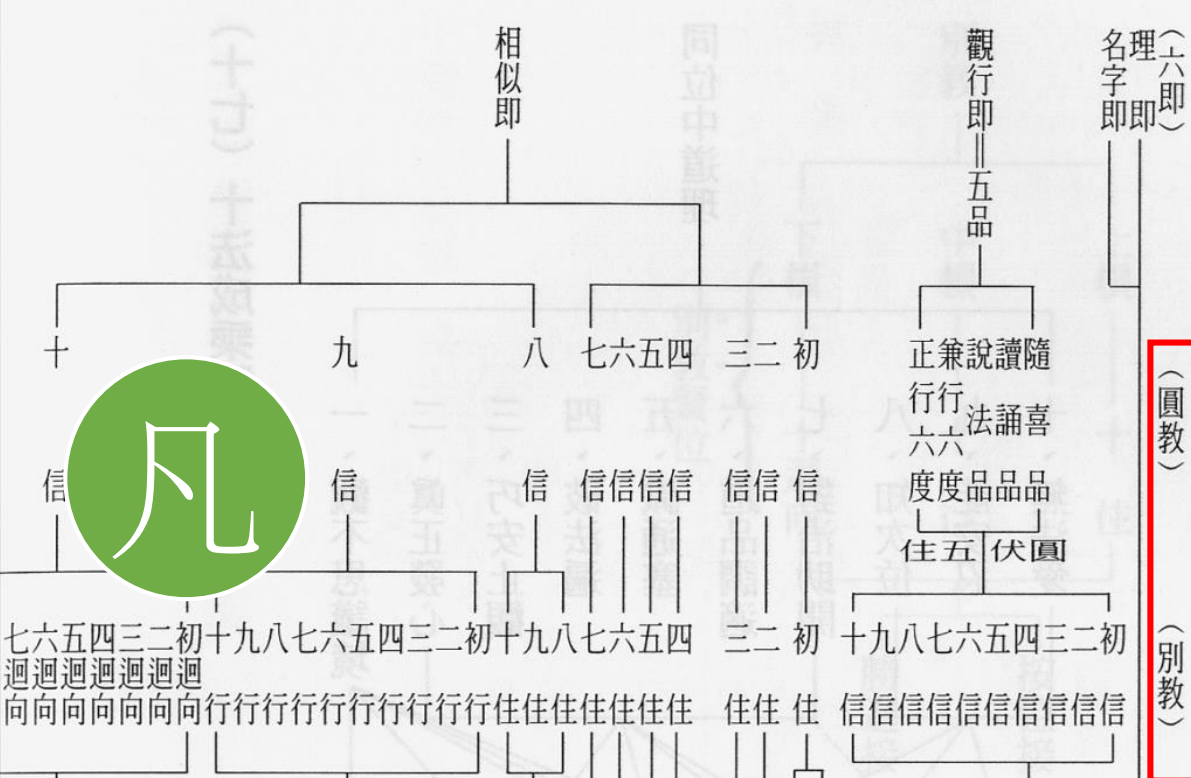 （六即）
理即
名字即
觀行即＝五品
相似即
（圓教）
隨喜品
讀誦品
說法品
兼行六度
正行六度
初信
二信
三信
四信
五信
六信
七信
八信
九信
十信
圓伏五住
（別教）
初信
二信
三信
四信
五信
六信
七信
八信
九信
十信
初住
二住
三住
四住
五住
六住
七住
八住
九住
十住
初行
二行
三行
四行
五行
六行
七行
八行
九行
十行
初迴向
二迴向
三迴向
四迴向
五迴向
六迴向
七迴向
凡